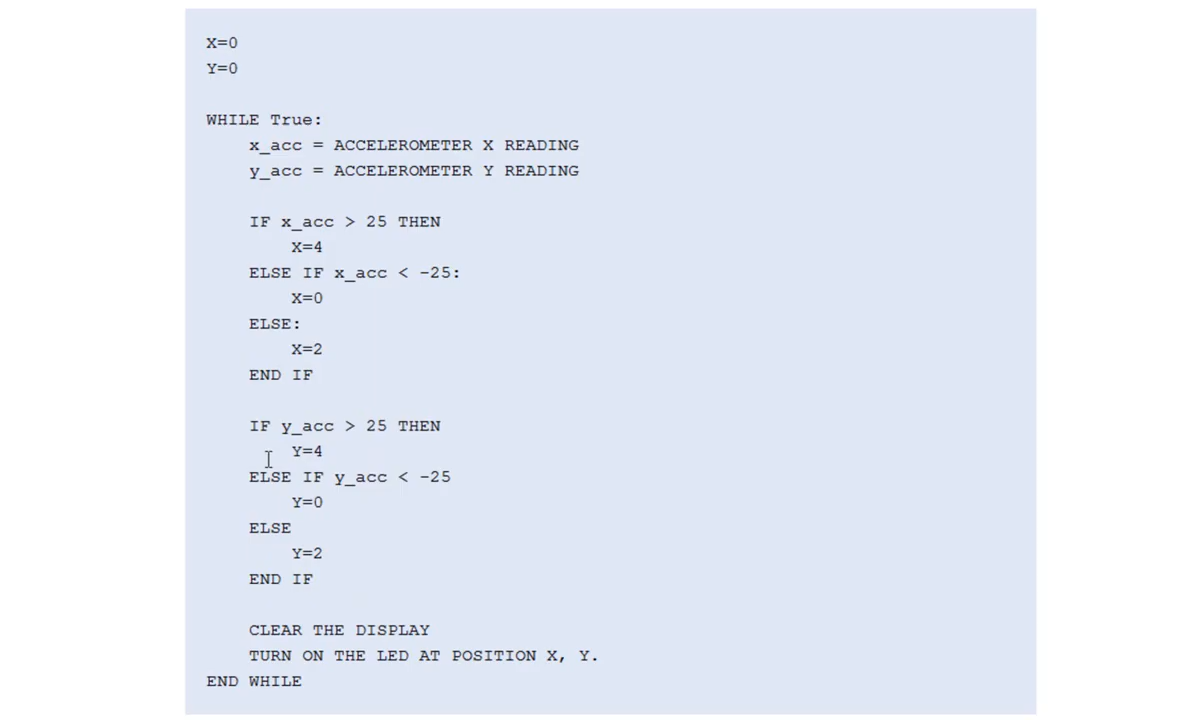 X=0
Y=0
WHILE True:
x_acc = ACCELEROMETER X READING
y_acc = ACCELEROMETER Y READING
IF x_acc > 25 THEN
X=4
ELSE IF x_acc < -25:
X=0
ELSE:
X=2
END IF
IF y_acc > 25 THEN
Y=4
ELSE IF y_acc < -25
Y=0
ELSE
Y=2
END IF
CLEAR THE DISPLAY
TURN ON THE LED AT POSITION X, Y.
END WHILE